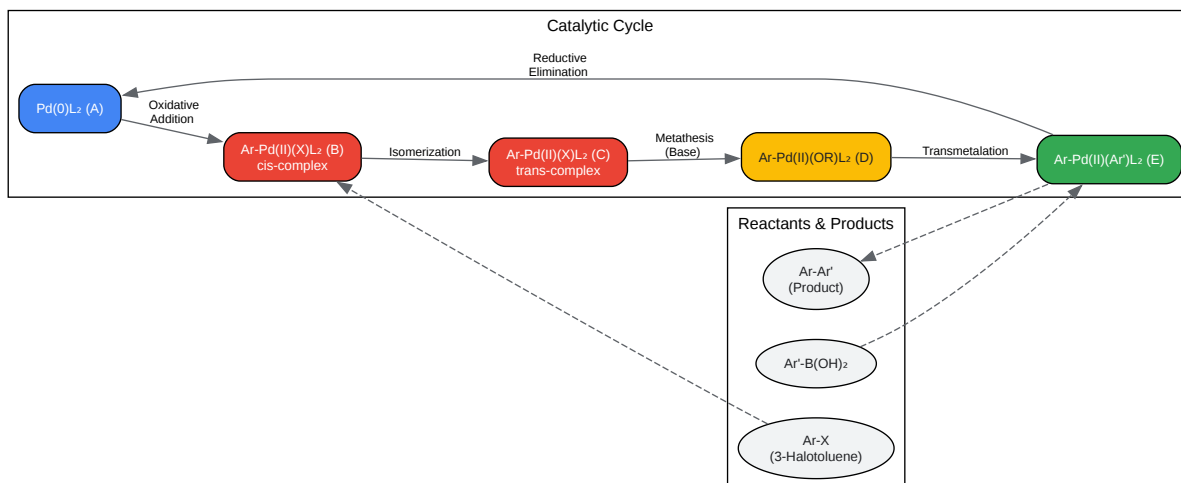 Catalytic Cycle
Reductive
Elimination
Pd(0)L₂ (A)
Oxidative
Addition
Ar-Pd(II)(X)L₂ (B)
cis-complex
Isomerization
Ar-Pd(II)(X)L₂ (C)
trans-complex
Metathesis
(Base)
Ar-Pd(II)(OR)L₂ (D)
Transmetalation
Ar-Pd(II)(Ar')L₂ (E)
Reactants & Products
Ar-Ar'
(Product)
Ar'-B(OH)₂
Ar-X
(3-Halotoluene)